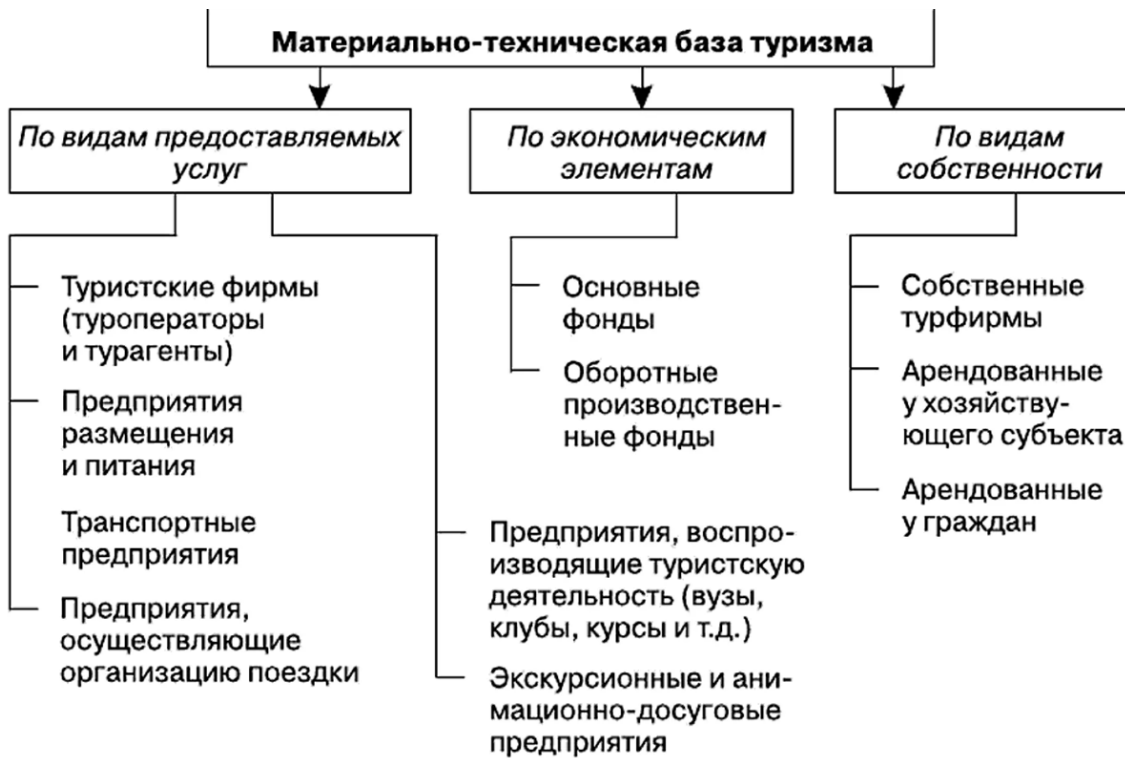 Материально-техническая база туризма
По видам предоставляемых
услуг
Туристские фирмы
(туроператоры
и турагенты)
Предприятия
размещения
и питания
Транспортные
предприятия
Предприятия,
осуществляющие
организацию поездки
Предприятия, воспро-
изводящие туристскую
деятельность (вузы,
клубы, курсы и т.д.)
Экскурсионные и ани-
мационно-досуговые
предприятия
По экономическим
элементам
Основные
фонды
Оборотные
производствен-
ные фонды
По видам
собственности
Собственные
турфирмы
Арендованные
у хозяйству-
ющего субъекта
Арендованные
у граждан